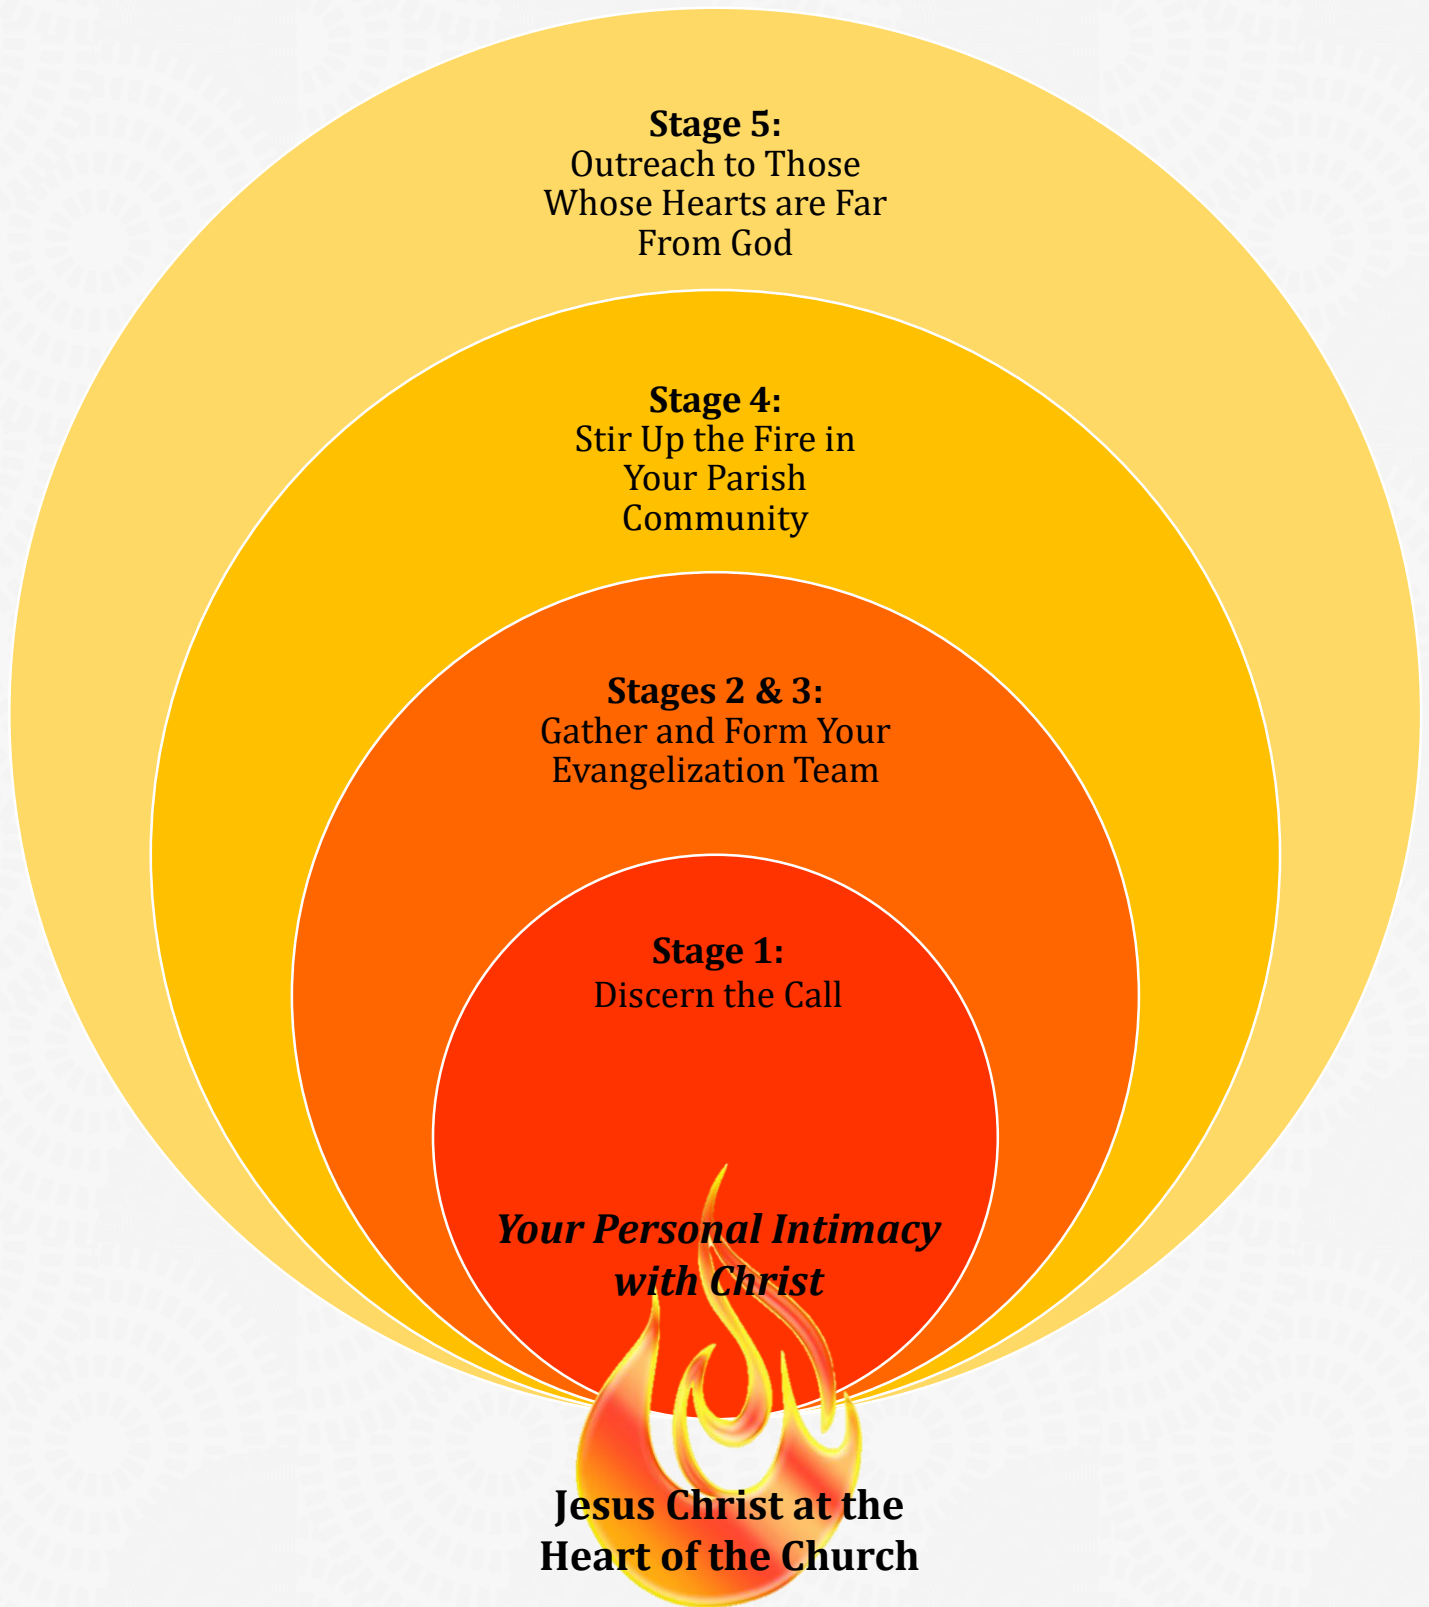 Stage 5:
Outreach to Those
Whose Hearts are Far
From God
Stage 4:
Stir Up the Fire in
Your Parish
Community
Stages 2 & 3:
Gather and Form Your
Evangelization Team
Stage 1:
Discern the Call
Your Personal Intimacy
with Christ
Jesus Christ at the
Heart of the Church